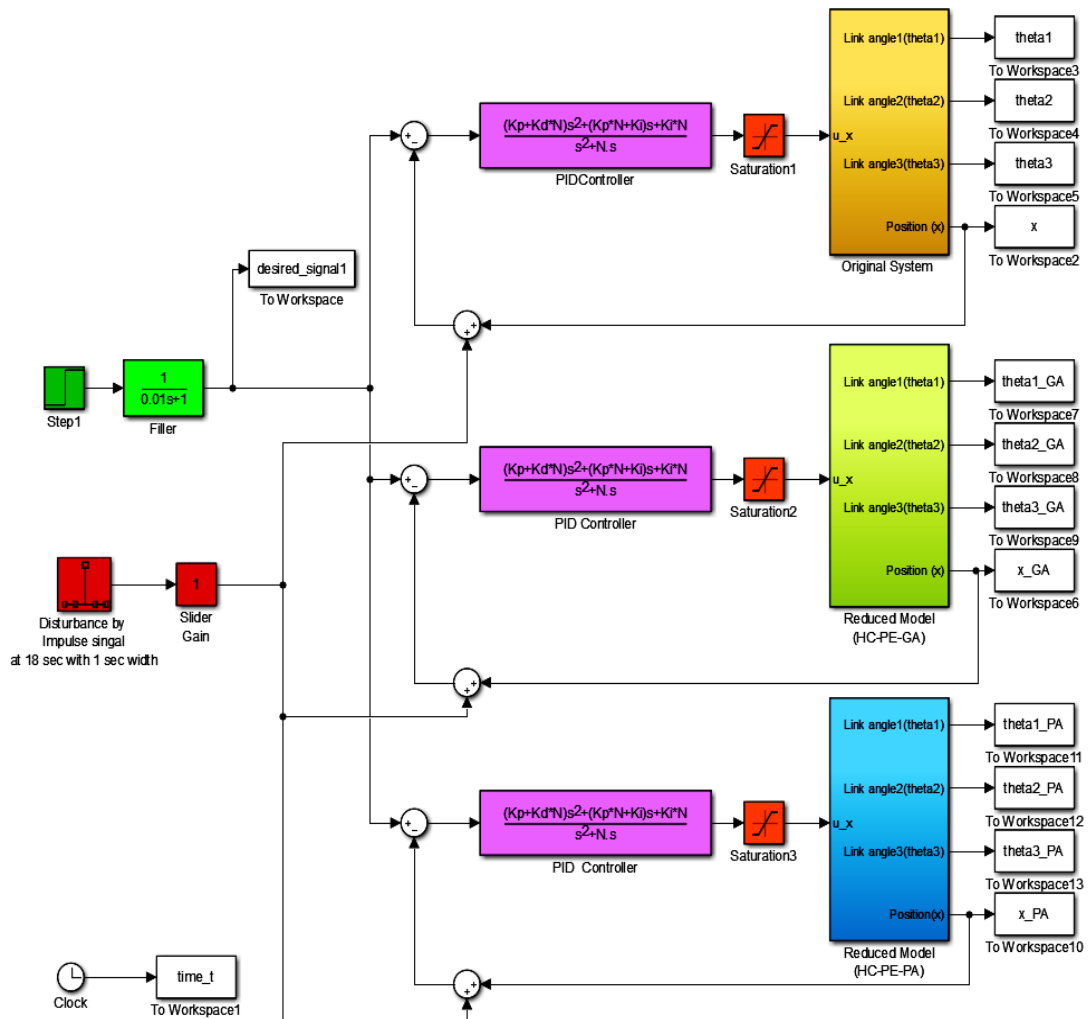 Link angle1(theta1)
theta1
To Workspace3
Link angle2(theta2)
theta2
To Workspace4
(Kp+Kd*N)s²+(Kp*N+Ki)s+Ki*N
s²+N.s
PIDController
Saturation1
u_x
Link angle3(theta3)
theta3
To Workspace5
Position (x)
x
To Workspace2
Original System
desired_signal1
To Workspace
Step1
1
0.01s+1
Filler
Link angle1(theta1)
theta1_GA
To Workspace7
Link angle2(theta2)
theta2_GA
To Workspace8
(Kp+Kd*N)s²+(Kp*N+Ki)s+Ki*N
s²+N.s
PID Controller
Saturation2
u_x
Link angle3(theta3)
theta3_GA
To Workspace9
Position (x)
x_GA
To Workspace6
Reduced Model
(HC-PE-GA)
Disturbance by
Impulse singal
at 18 sec with 1 sec width
1
Slider
Gain
Link angle1(theta1)
theta1_PA
To Workspace11
Link angle2(theta2)
theta2_PA
To Workspace12
(Kp+Kd*N)s²+(Kp*N+Ki)s+Ki*N
s²+N.s
PID Controller
Saturation3
u_x
Link angle3(theta3)
theta3_PA
To Workspace13
Position(x)
x_PA
To Workspace10
Reduced Model
(HC-PE-PA)
Clock
time_t
To Workspace1